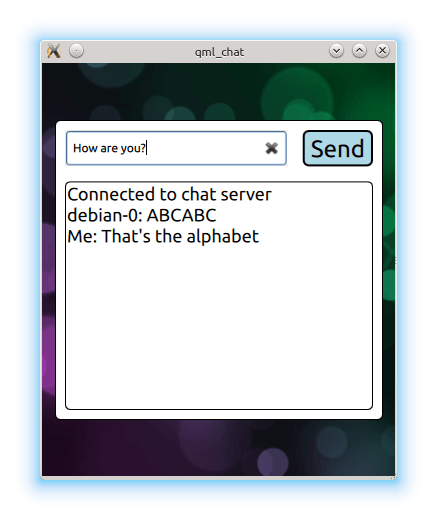 qml_chat
How are you?
Send
Connected to chat server
debian-0: ABCABC
Me: That's the alphabet